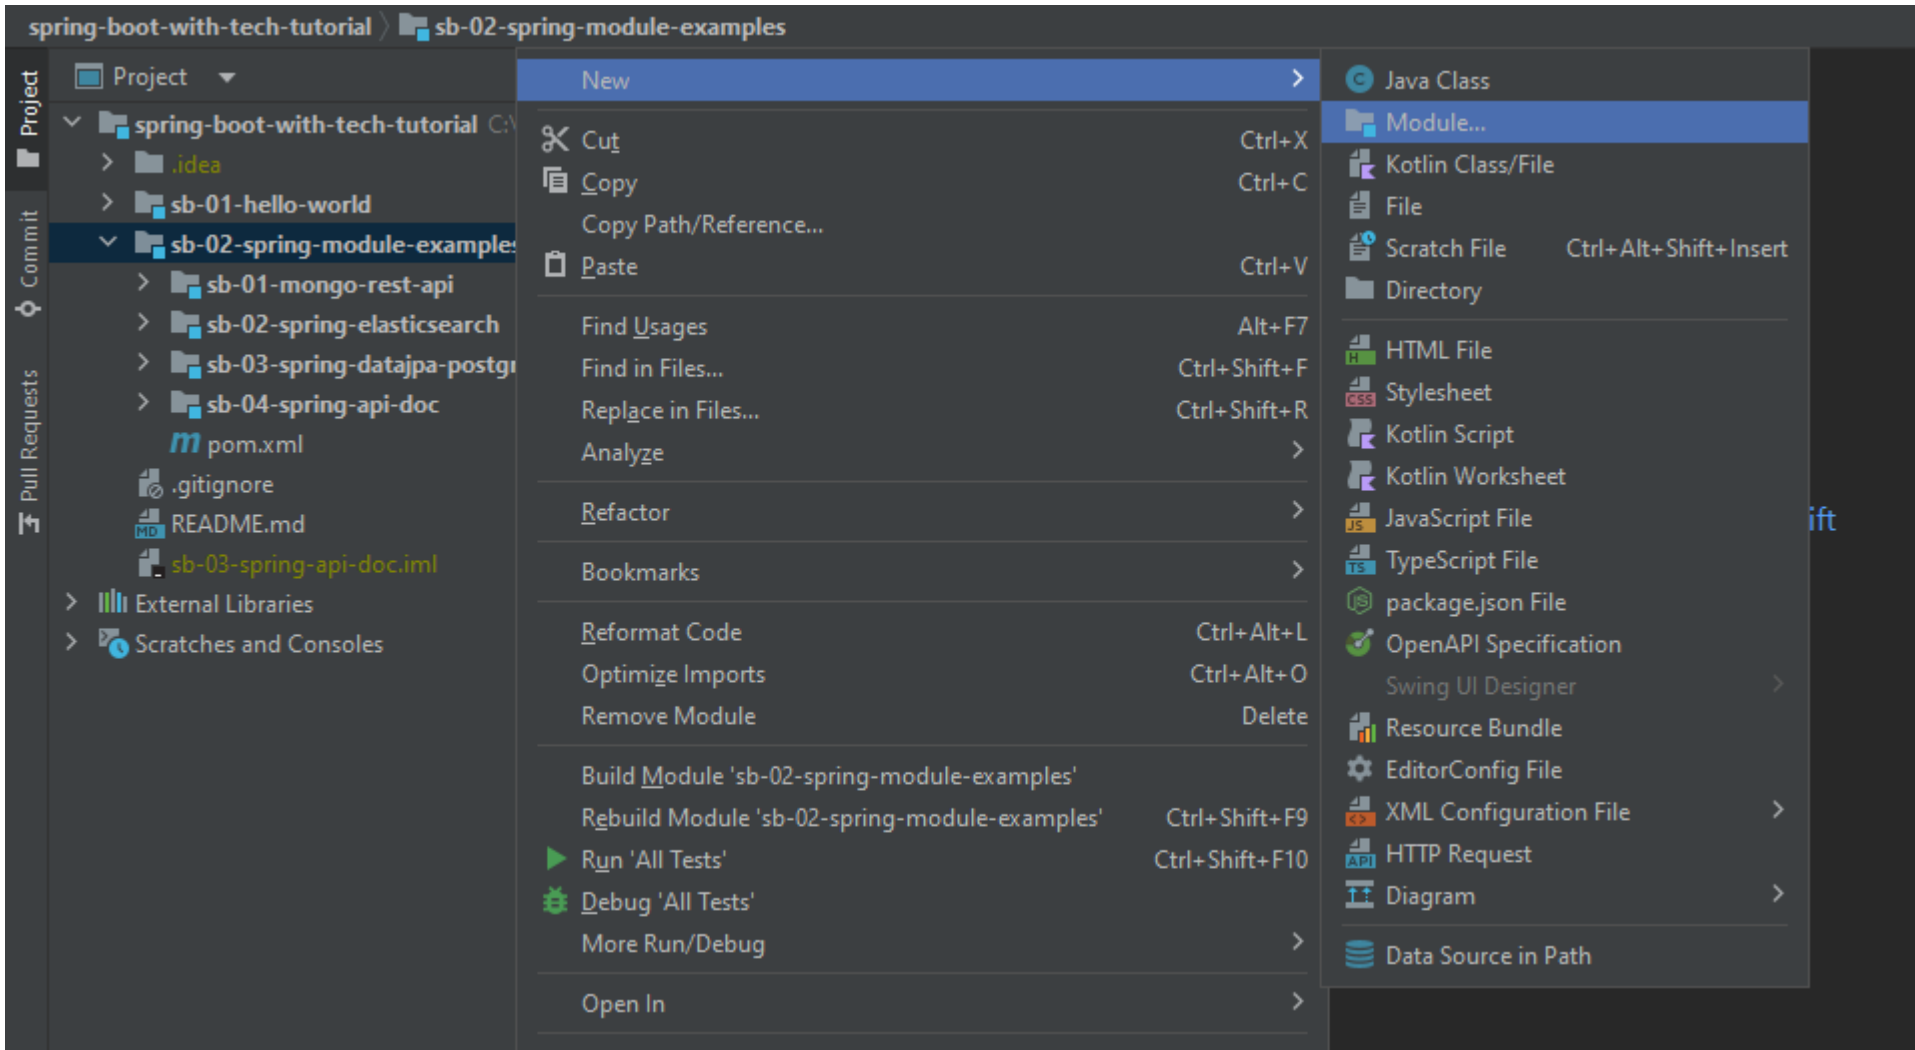 spring-boot-with-tech-tutorial sb-02-spring-module-examples
Project
Commit
Pull Requests
Project
spring-boot-with-tech-tutorial C:\
.idea
sb-01-hello-world
sb-02-spring-module-examples
sb-01-mongo-rest-api
sb-02-spring-elasticsearch
sb-03-spring-datajpa-postgr
sb-04-spring-api-doc
m pom.xml
.gitignore
MD README.md
sb-03-spring-api-doc.iml
External Libraries
Scratches and Consoles
New
Cut Ctrl+X
Copy Ctrl+C
Copy Path/Reference...
Paste Ctrl+V
Find Usages Alt+F7
Find in Files... Ctrl+Shift+F
Replace in Files... Ctrl+Shift+R
Analyze
Refactor
Bookmarks
Reformat Code Ctrl+Alt+L
Optimize Imports Ctrl+Alt+O
Remove Module Delete
Build Module 'sb-02-spring-module-examples'
Rebuild Module 'sb-02-spring-module-examples' Ctrl+Shift+F9
Run 'All Tests' Ctrl+Shift+F10
Debug 'All Tests'
More Run/Debug
Open In
C Java Class
Module...
Kotlin Class/File
File
Scratch File Ctrl+Alt+Shift+Insert
Directory
H HTML File
CSS Stylesheet
Kotlin Script
Kotlin Worksheet
JS JavaScript File
TS TypeScript File
JS package.json File
OpenAPI Specification
Swing UI Designer
Resource Bundle
EditorConfig File
XML Configuration File
API HTTP Request
Diagram
Data Source in Path
ift